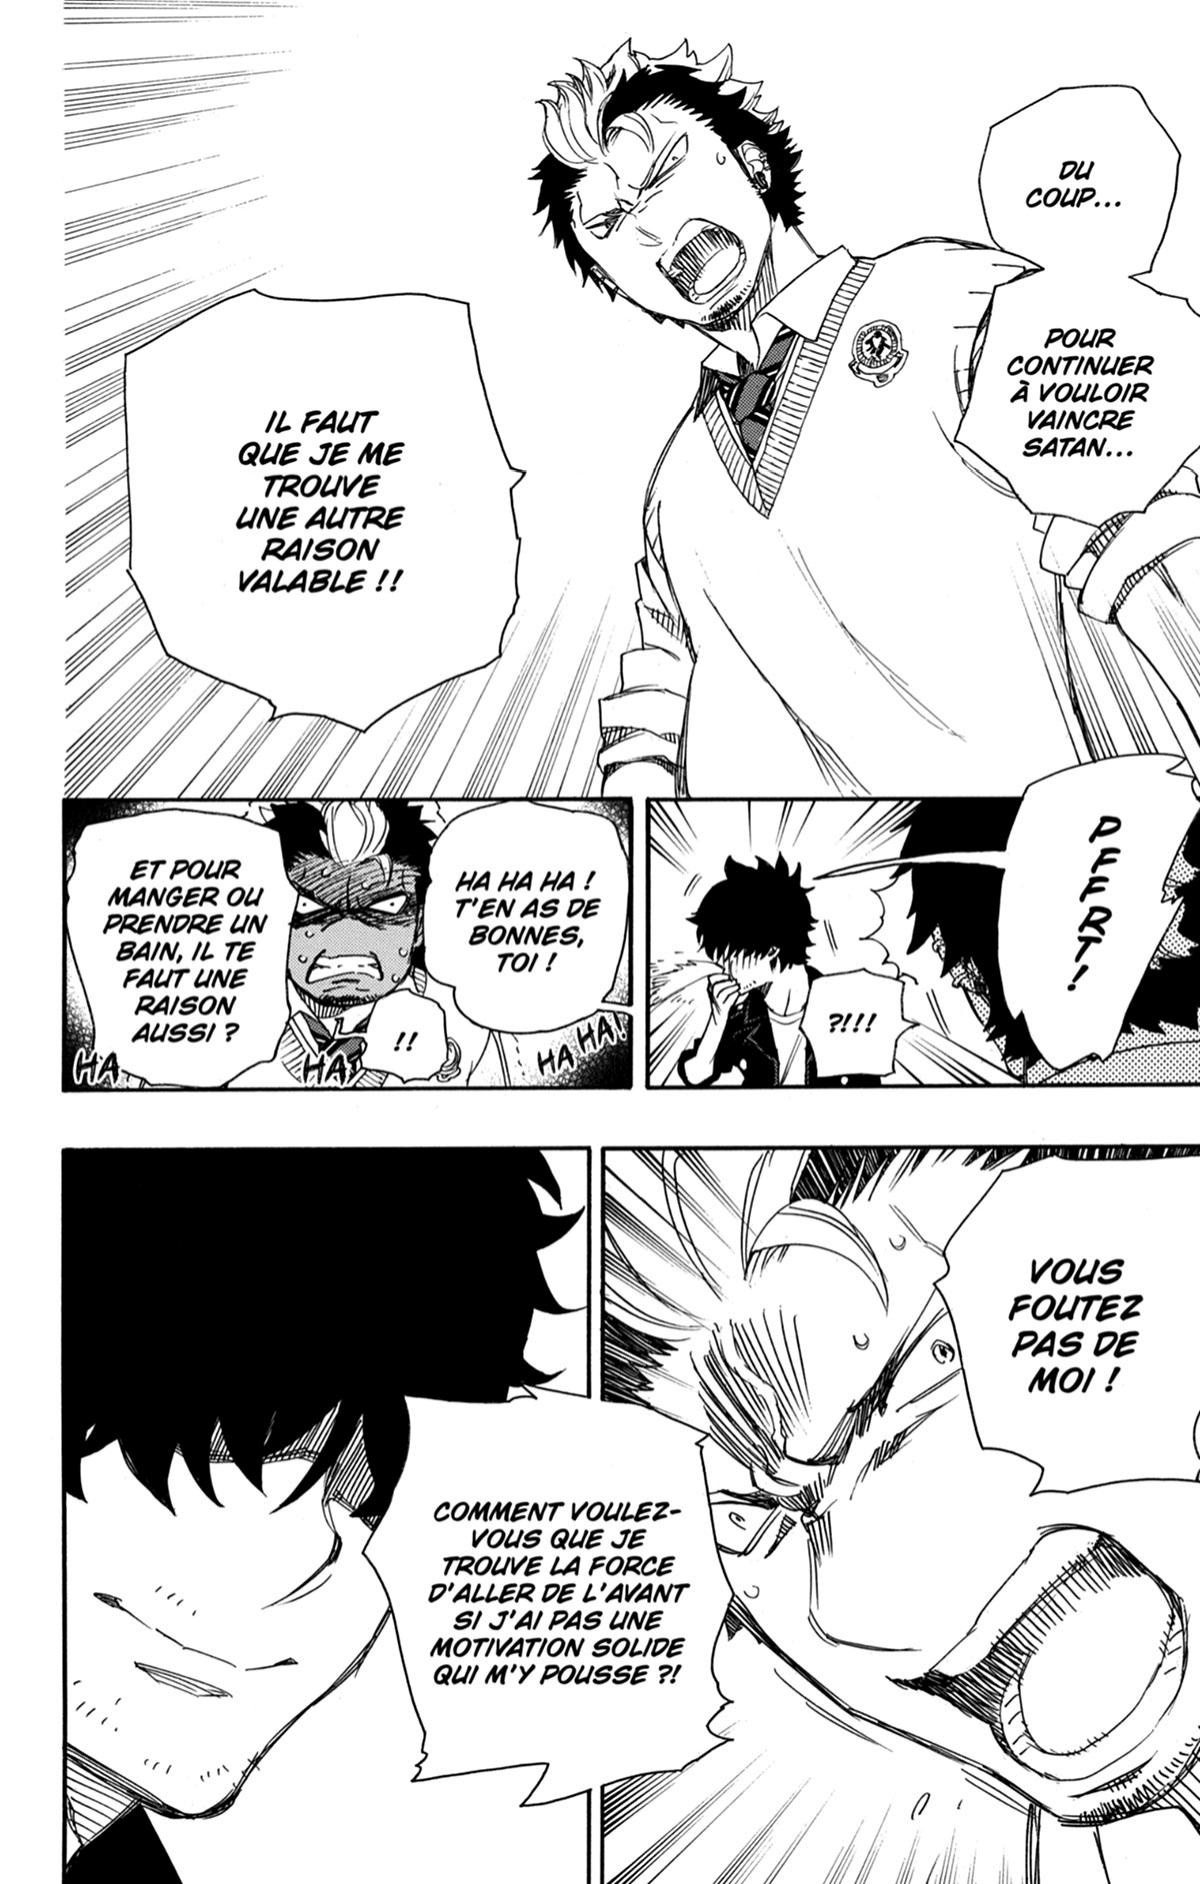 DU
COUP...
POUR
CONTINUER
À VOULOIR
VAINCRE
SATAN...
IL FAUT
QUE JE ME
TROUVE
UNE AUTRE
RAISON
VALABLE !!
PFFRT!
?!!!
HA HA HA !
T'EN AS DE
BONNES,
TOI !
HA HA!
!!
HA!
ET POUR
MANGER OU
PRENDRE UN
BAIN, IL TE
FAUT UNE
RAISON
AUSSI ?
HA
VOUS
FOUTEZ
PAS DE
MOI !
COMMENT VOULEZ-
VOUS QUE JE
TROUVE LA FORCE
D'ALLER DE L'AVANT
SI J'AI PAS UNE
MOTIVATION SOLIDE
QUI M'Y POUSSE ?!